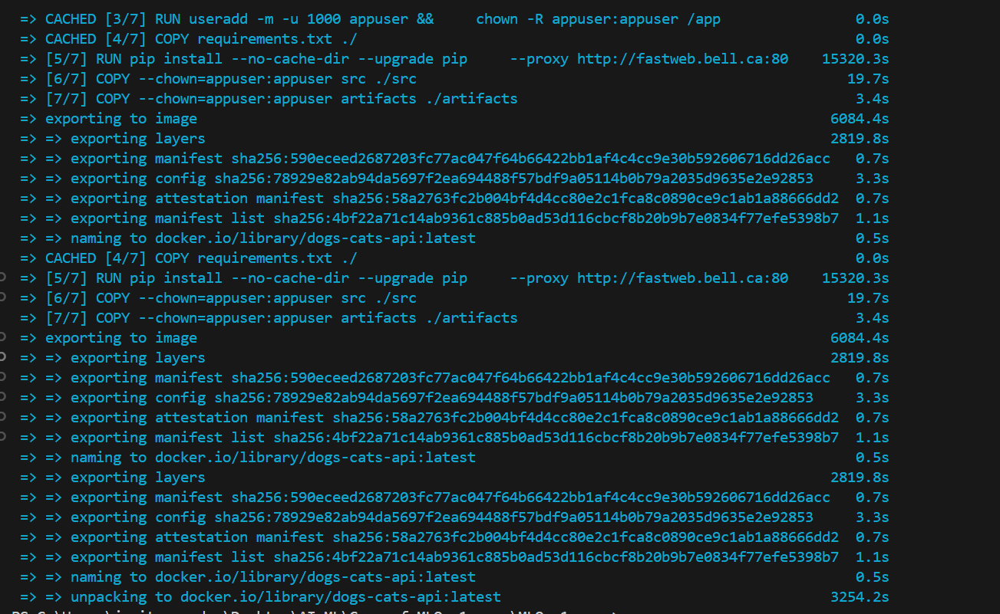 => CACHED [3/7] RUN useradd -m -u 1000 appuser &&     chown -R appuser:appuser /app 0.0s
=> CACHED [4/7] COPY requirements.txt ./ 0.0s
=> [5/7] RUN pip install --no-cache-dir --upgrade pip     --proxy http://fastweb.bell.ca:80 15320.3s
=> [6/7] COPY --chown=appuser:appuser src ./src 19.7s
=> [7/7] COPY --chown=appuser:appuser artifacts ./artifacts 3.4s
=> exporting to image 6084.4s
=> => exporting layers 2819.8s
=> => exporting manifest sha256:590eceed2687203fc77ac047f64b66422bb1af4c4cc9e30b592606716dd26acc 0.7s
=> => exporting config sha256:78929e82ab94da5697f2ea694488f57bdf9a05114b0b79a2035d9635e2e92853 3.3s
=> => exporting attestation manifest sha256:58a2763fc2b004bf4d4cc80e2c1fca8c0890ce9c1ab1a88666dd2 0.7s
=> => exporting manifest list sha256:4bf22a71c14ab9361c885b0ad53d116cbcf8b20b9b7e0834f77efe5398b7 1.1s
=> => naming to docker.io/library/dogs-cats-api:latest 0.5s
=> CACHED [4/7] COPY requirements.txt ./ 0.0s
=> [5/7] RUN pip install --no-cache-dir --upgrade pip     --proxy http://fastweb.bell.ca:80 15320.3s
=> [6/7] COPY --chown=appuser:appuser src ./src 19.7s
=> [7/7] COPY --chown=appuser:appuser artifacts ./artifacts 3.4s
=> exporting to image 6084.4s
=> => exporting layers 2819.8s
=> => exporting manifest sha256:590eceed2687203fc77ac047f64b66422bb1af4c4cc9e30b592606716dd26acc 0.7s
=> => exporting config sha256:78929e82ab94da5697f2ea694488f57bdf9a05114b0b79a2035d9635e2e92853 3.3s
=> => exporting attestation manifest sha256:58a2763fc2b004bf4d4cc80e2c1fca8c0890ce9c1ab1a88666dd2 0.7s
=> => exporting manifest list sha256:4bf22a71c14ab9361c885b0ad53d116cbcf8b20b9b7e0834f77efe5398b7 1.1s
=> => naming to docker.io/library/dogs-cats-api:latest 0.5s
=> => exporting layers 2819.8s
=> => exporting manifest sha256:590eceed2687203fc77ac047f64b66422bb1af4c4cc9e30b592606716dd26acc 0.7s
=> => exporting config sha256:78929e82ab94da5697f2ea694488f57bdf9a05114b0b79a2035d9635e2e92853 3.3s
=> => exporting attestation manifest sha256:58a2763fc2b004bf4d4cc80e2c1fca8c0890ce9c1ab1a88666dd2 0.7s
=> => exporting manifest list sha256:4bf22a71c14ab9361c885b0ad53d116cbcf8b20b9b7e0834f77efe5398b7 1.1s
=> => naming to docker.io/library/dogs-cats-api:latest 0.5s
=> => unpacking to docker.io/library/dogs-cats-api:latest 3254.2s